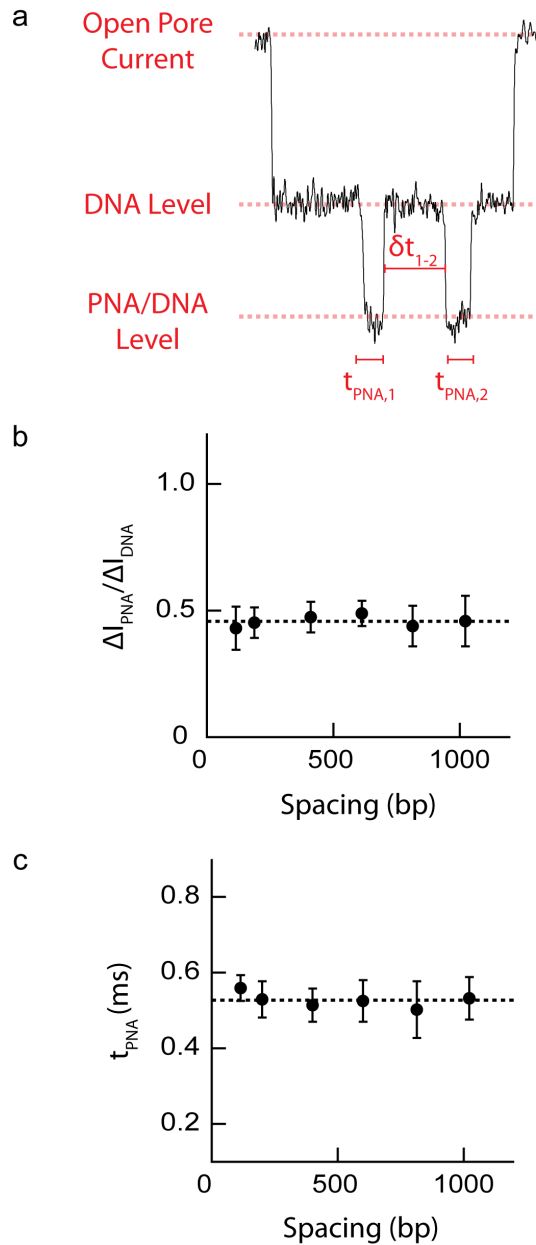 a
Open Pore
Current
DNA Level
δt1-2
PNA/DNA
Level
tPNA,1
tPNA,2
b
1.0
0.5
0
ΔIPNA/ΔIDNA
0
500
1000
Spacing (bp)
c
0.8
0.6
0.4
0.2
tPNA (ms)
0
500
1000
Spacing (bp)